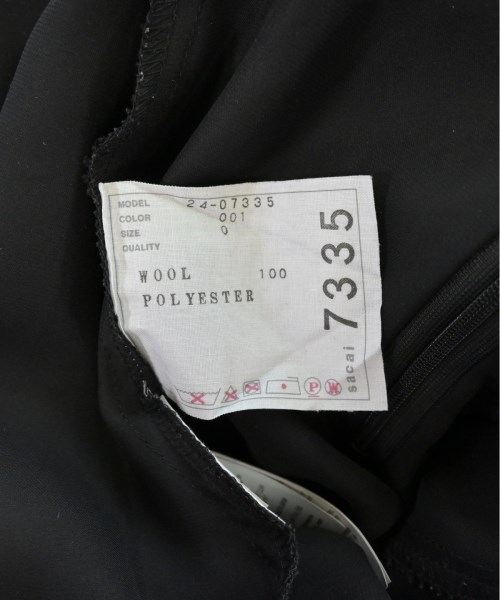 MODEL 24-07335
COLOR 001
SIZE 0
QUALITY
WOOL 100
POLYESTER
P W
sacai 7335